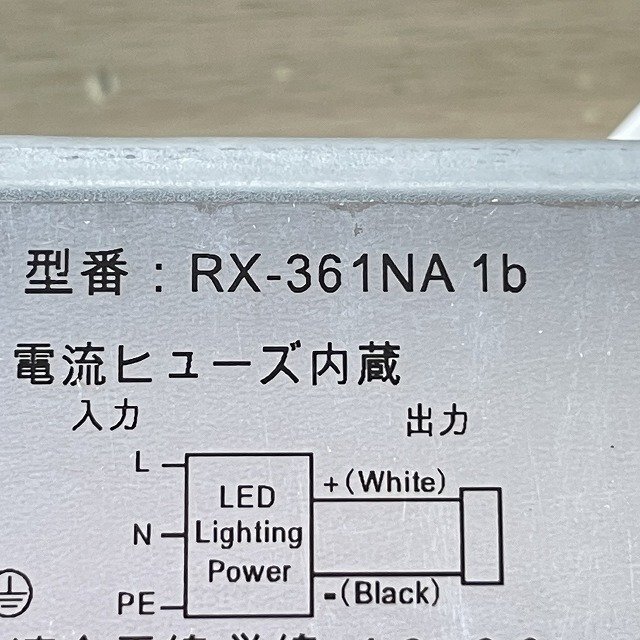 型番：RX-361NA 1b
電流ヒューズ内蔵
入力 出力
L
+(White)
LED
N
Lighting
Power
-(Black)
PE